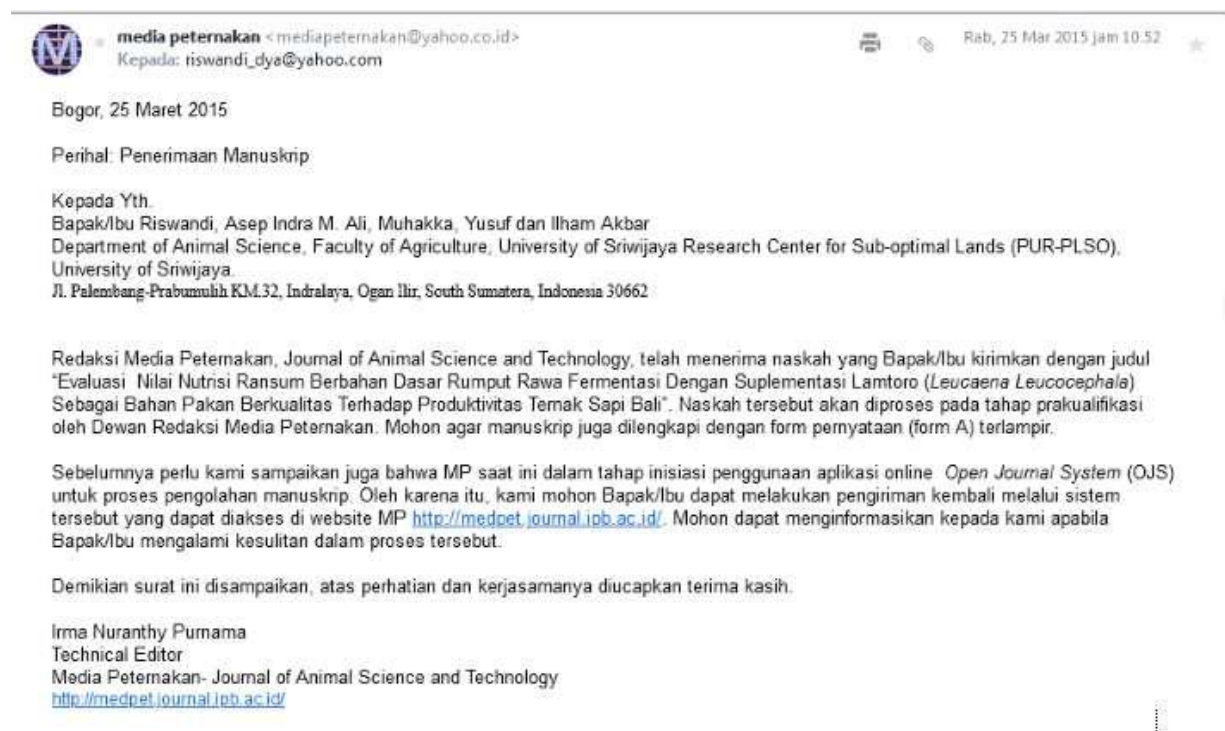 media peternakan <mediapeternakan@yahoo.co.id>
Rab, 25 Mar 2015 jam 10.52
Kepada: riswandi_dya@yahoo.com
Bogor, 25 Maret 2015
Perihal: Penerimaan Manuskrip
Kepada Yth.
Bapak/Ibu Riswandi, Asep Indra M. Ali, Muhakka, Yusuf dan Ilham Akbar
Department of Animal Science, Faculty of Agriculture, University of Sriwijaya Research Center for Sub-optimal Lands (PUR-PLSO),
University of Sriwijaya.
Jl. Palembang-Prabumulih KM.32, Indralaya, Ogan Ilir, South Sumatera, Indonesia 30662
Redaksi Media Peternakan, Journal of Animal Science and Technology, telah menerima naskah yang Bapak/Ibu kirimkan dengan judul
“Evaluasi Nilai Nutrisi Ransum Berbahan Dasar Rumput Rawa Fermentasi Dengan Suplementasi Lamtoro (Leucaena Leucocephala)
Sebagai Bahan Pakan Berkualitas Terhadap Produktivitas Ternak Sapi Bali”. Naskah tersebut akan diproses pada tahap prakualifikasi
oleh Dewan Redaksi Media Peternakan. Mohon agar manuskrip juga dilengkapi dengan form pernyataan (form A) terlampir.
Sebelumnya perlu kami sampaikan juga bahwa MP saat ini dalam tahap inisiasi penggunaan aplikasi online Open Journal System (OJS)
untuk proses pengolahan manuskrip. Oleh karena itu, kami mohon Bapak/Ibu dapat melakukan pengiriman kembali melalui sistem
tersebut yang dapat diakses di website MP http://medpet.journal.ipb.ac.id/. Mohon dapat menginformasikan kepada kami apabila
Bapak/Ibu mengalami kesulitan dalam proses tersebut.
Demikian surat ini disampaikan, atas perhatian dan kerjasamanya diucapkan terima kasih.
Irma Nuranthy Purnama
Technical Editor
Media Peternakan- Journal of Animal Science and Technology
http://medpet.journal.ipb.ac.id/